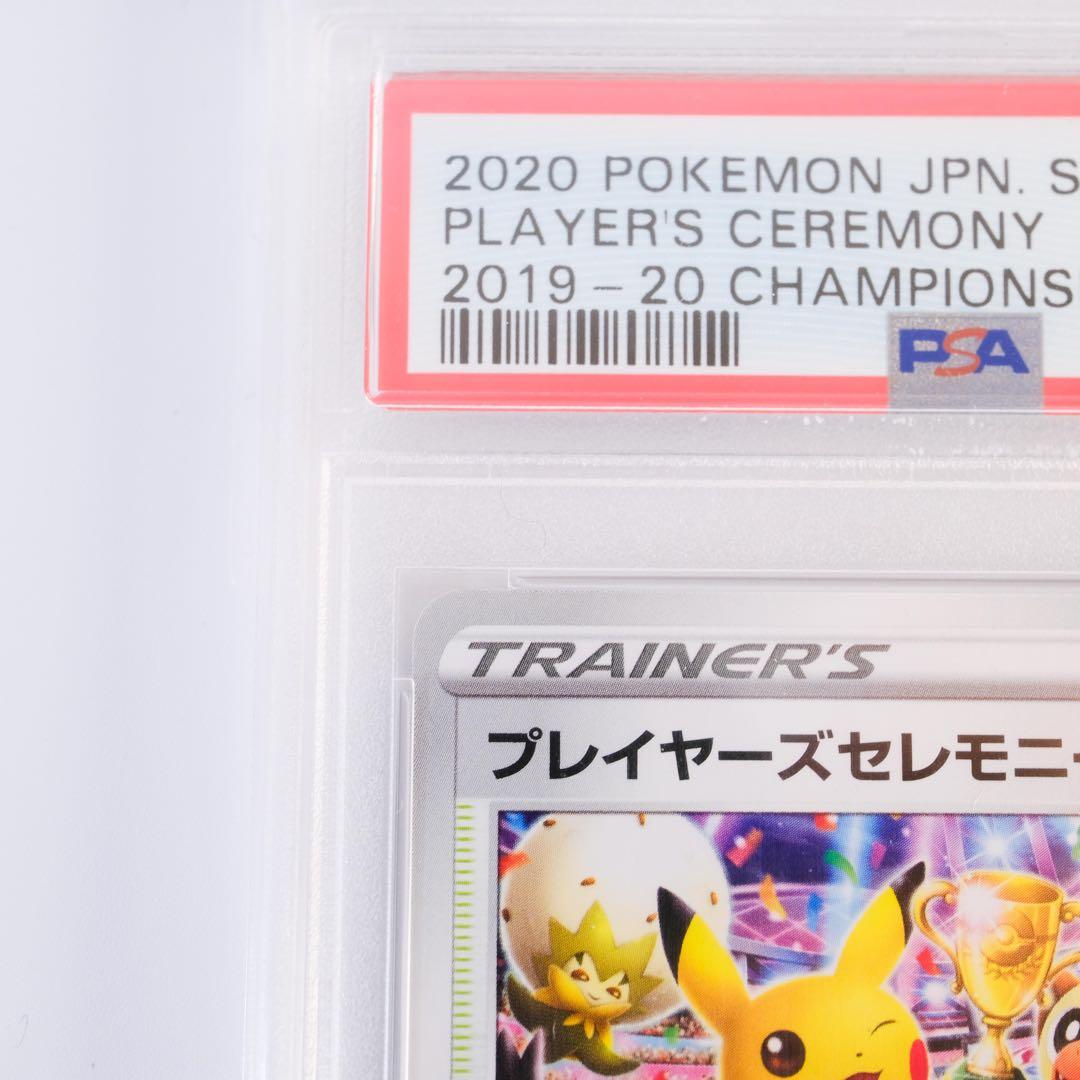 2020 POKEMON JPN. S
PLAYER'S CEREMONY
2019-20 CHAMPIONS
PSA
TRAINER'S
プレイヤーズセレモニー